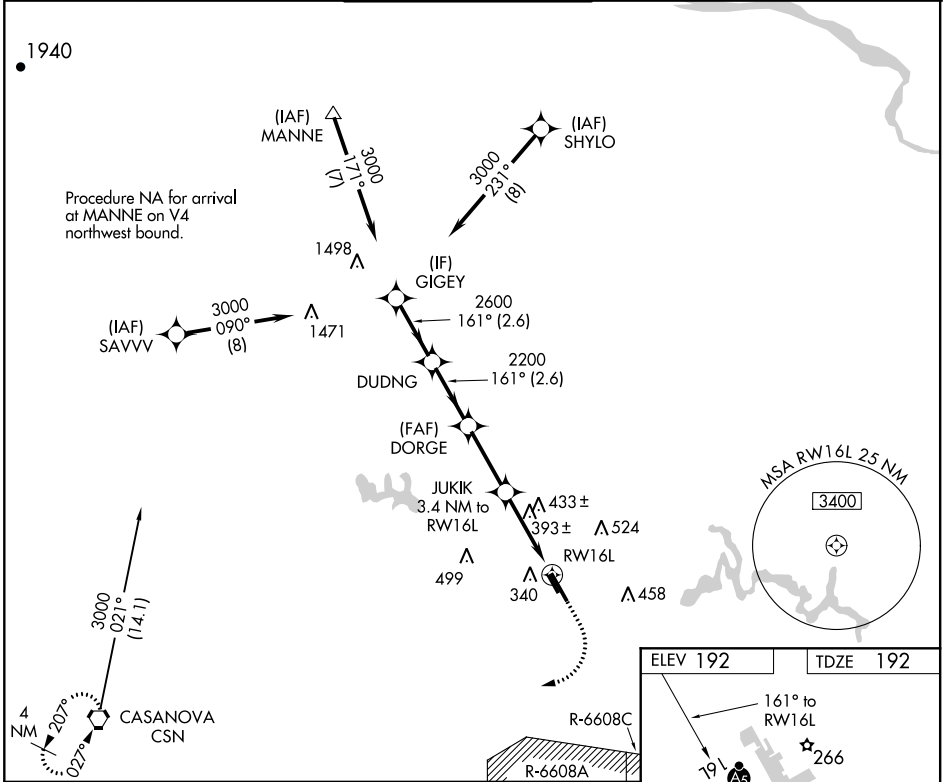 1940
(IAF)
MANNE
3000
171°
(7)
(IAF)
SHYLO
3000
231°
(8)
Procedure NA for arrival
at MANNE on V4
northwest bound.
1498
(IF)
GIGEY
2600
161° (2.6)
(IAF)
SAVVV
3000
090°
(8)
1471
DUDNG
2200
161° (2.6)
(FAF)
DORGE
JUKIK
3.4 NM to
RW16L
433±
393±
524
499
RW16L
340
458
MSA RW16L 25 NM
3400
3000
021°
(14.1)
4
NM
207°
027°
CASANOVA
CSN
R-6608C
R-6608A
ELEV 192
TDZE 192
161° to
RW16L
266
16L
A5